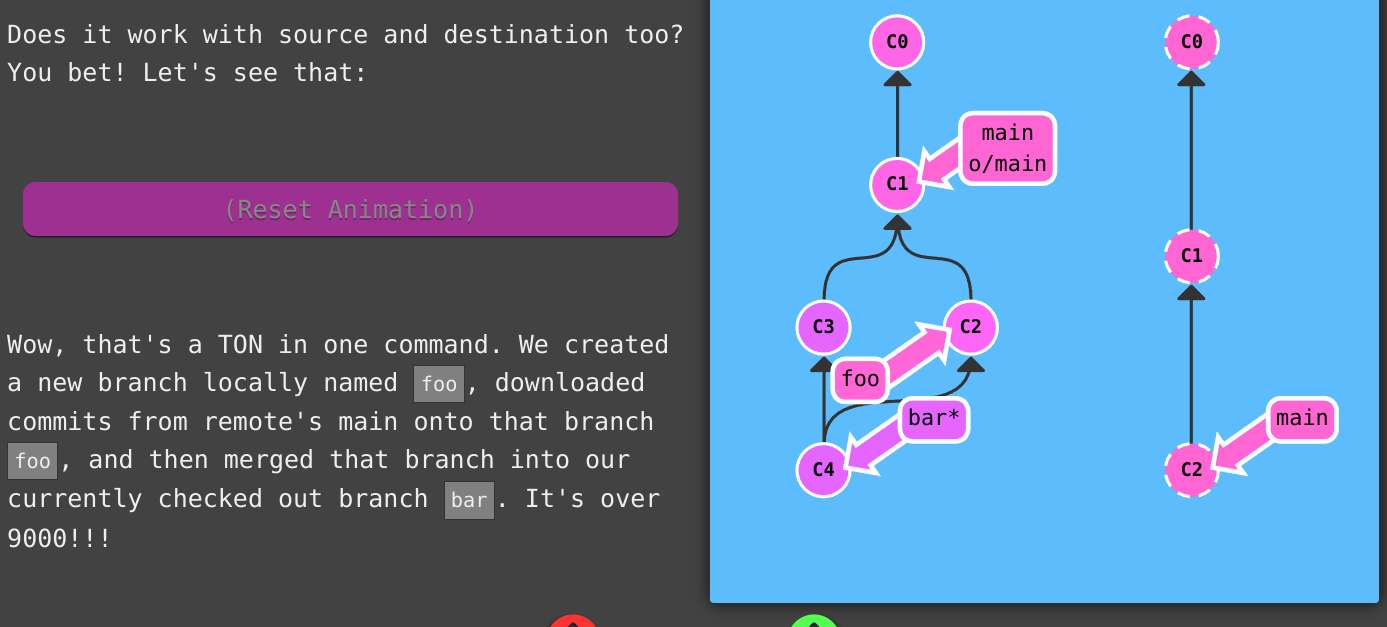 Does it work with source and destination too?
You bet! Let's see that:
(Reset Animation)
Wow, that's a TON in one command. We created
a new branch locally named foo, downloaded
commits from remote's main onto that branch
foo, and then merged that branch into our
currently checked out branch bar. It's over
9000!!!
C0
main
o/main
C1
C3
C2
foo
bar*
C4
C0
C1
main
C2